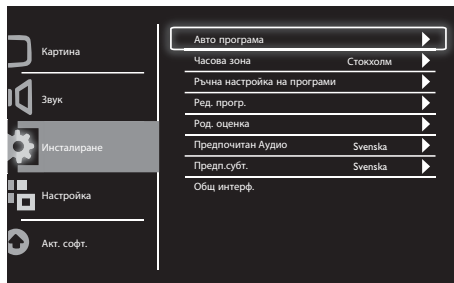 Картина
Звук
Инсталиране
Настройка
Акт. софт.
Авто програма
Часова зона Стокхолм
Ръчна настройка на програми
Ред. прогр.
Род. оценка
Предпочитан Аудио Svenska
Предп.субт. Svenska
Общ интерф.